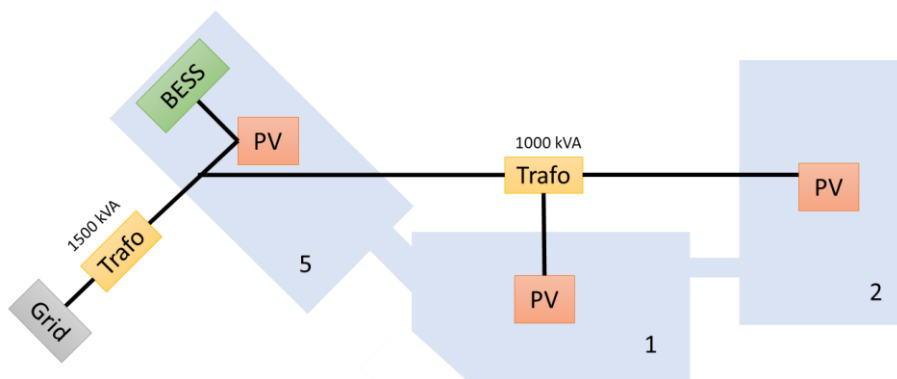 BESS
PV
1000 kVA
Trafo
PV
1500 kVA
Trafo
5
PV
2
Grid
1